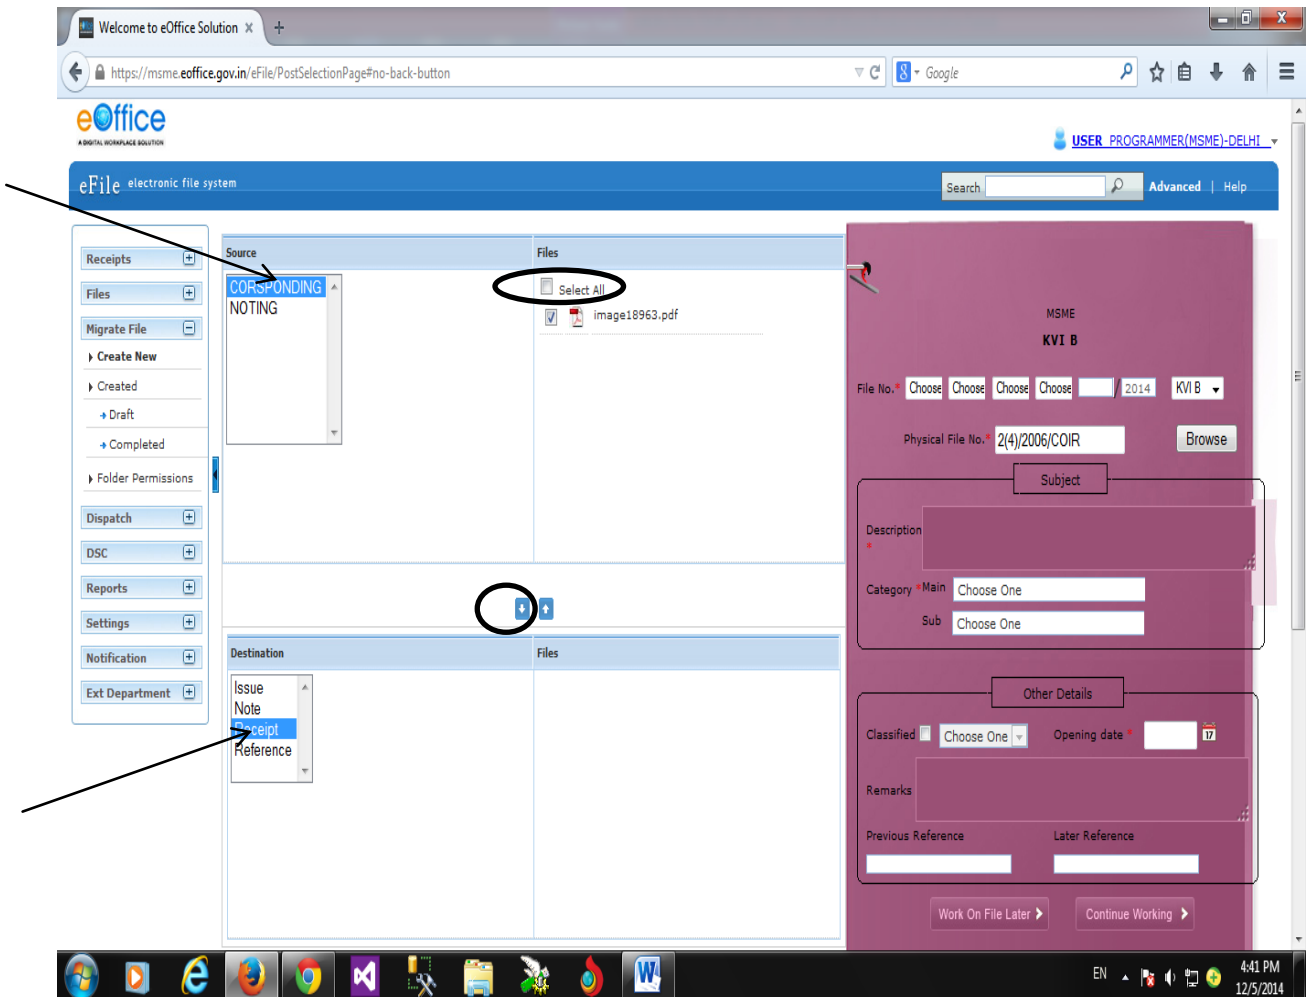 Welcome to eOffice Solution
https://msme.eoffice.gov.in/eFile/PostSelectionPage#no-back-button
Google
eOffice
A DIGITAL WORKPLACE SOLUTION
USER PROGRAMMER(MSME)-DELHI
eFile electronic file system
Search
Advanced | Help
Receipts
Files
Migrate File
Create New
Created
Draft
Completed
Folder Permissions
Dispatch
DSC
Reports
Settings
Notification
Ext Department
Source
Files
CORSPONDING
NOTING
Select All
image18963.pdf
Destination
Files
Issue
Note
Receipt
Reference
MSME
KVI B
File No.* Choose Choose Choose Choose / 2014 KVI B
Physical File No.* 2(4)/2006/COIR Browse
Subject
Description
*
Category * Main Choose One
Sub Choose One
Other Details
Classified Choose One Opening date * 17
Remarks
Previous Reference Later Reference
Work On File Later Continue Working
EN
4:41 PM
12/5/2014